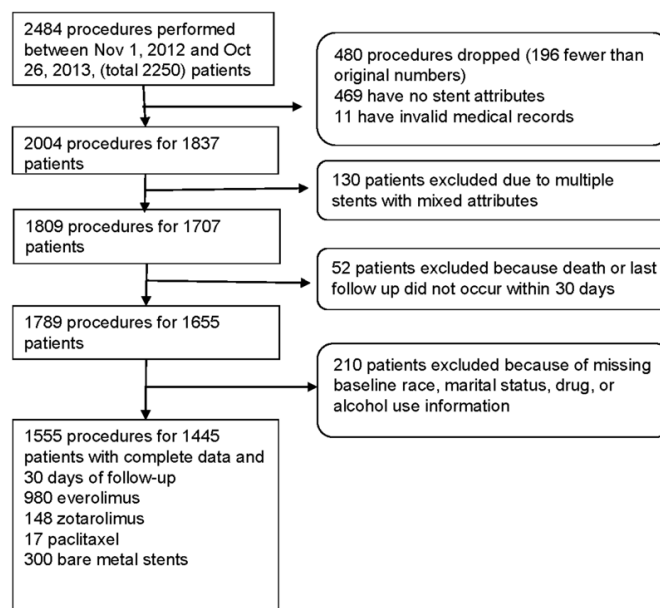 2484 procedures performed
between Nov 1, 2012 and Oct
26, 2013, (total 2250) patients
480 procedures dropped (196 fewer than
original numbers)
469 have no stent attributes
11 have invalid medical records
2004 procedures for 1837
patients
130 patients excluded due to multiple
stents with mixed attributes
1809 procedures for 1707
patients
52 patients excluded because death or last
follow up did not occur within 30 days
1789 procedures for 1655
patients
210 patients excluded because of missing
baseline race, marital status, drug, or
alcohol use information
1555 procedures for 1445
patients with complete data and
30 days of follow-up
980 everolimus
148 zotarolimus
17 paclitaxel
300 bare metal stents